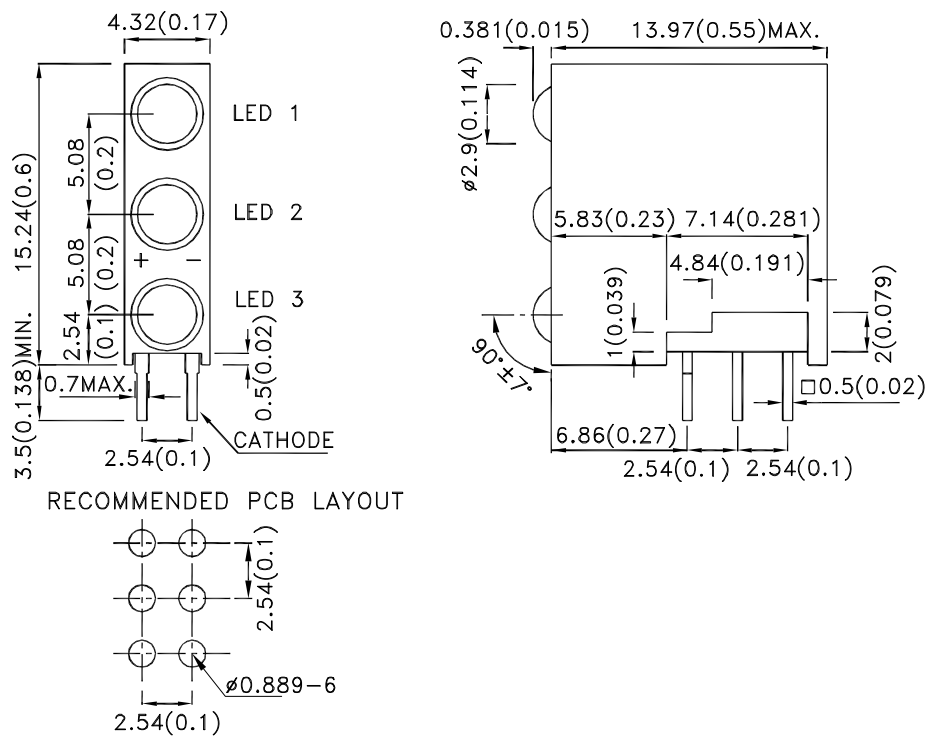 4.32(0.17)
0.381(0.015)
13.97(0.55)MAX.
LED 1
5.08
(0.2)
ø2.9(0.114)
15.24(0.6)
LED 2
5.83(0.23)
7.14(0.281)
+ −
5.08
(0.2)
4.84(0.191)
LED 3
2.54
(0.1)
1(0.039)
2(0.079)
90°±7°
3.5(0.138)MIN.
0.7MAX.
0.5(0.02)
□0.5(0.02)
CATHODE
2.54(0.1)
6.86(0.27)
2.54(0.1)
2.54(0.1)
RECOMMENDED PCB LAYOUT
2.54(0.1)
ø0.889−6
2.54(0.1)